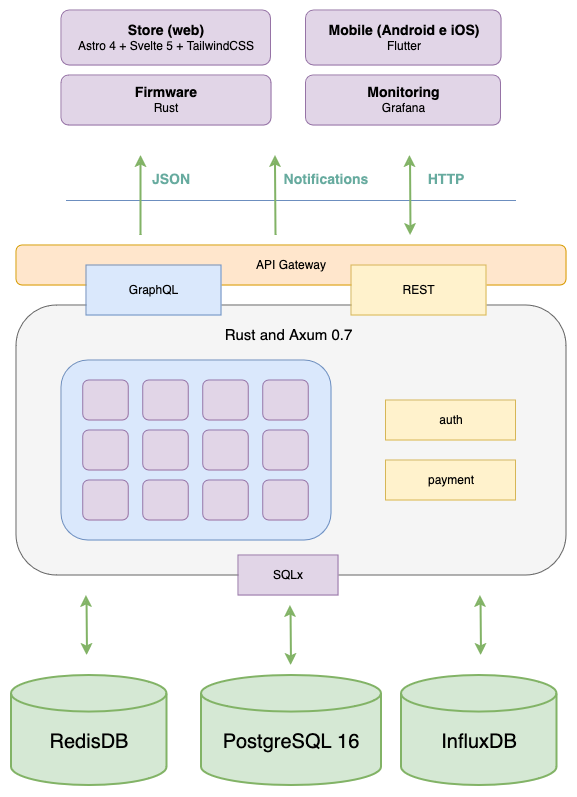 Store (web)
Astro 4 + Svelte 5 + TailwindCSS
Mobile (Android e iOS)
Flutter
Firmware
Rust
Monitoring
Grafana
JSON
Notifications
HTTP
API Gateway
GraphQL
REST
Rust and Axum 0.7
auth
payment
SQLx
RedisDB
PostgreSQL 16
InfluxDB